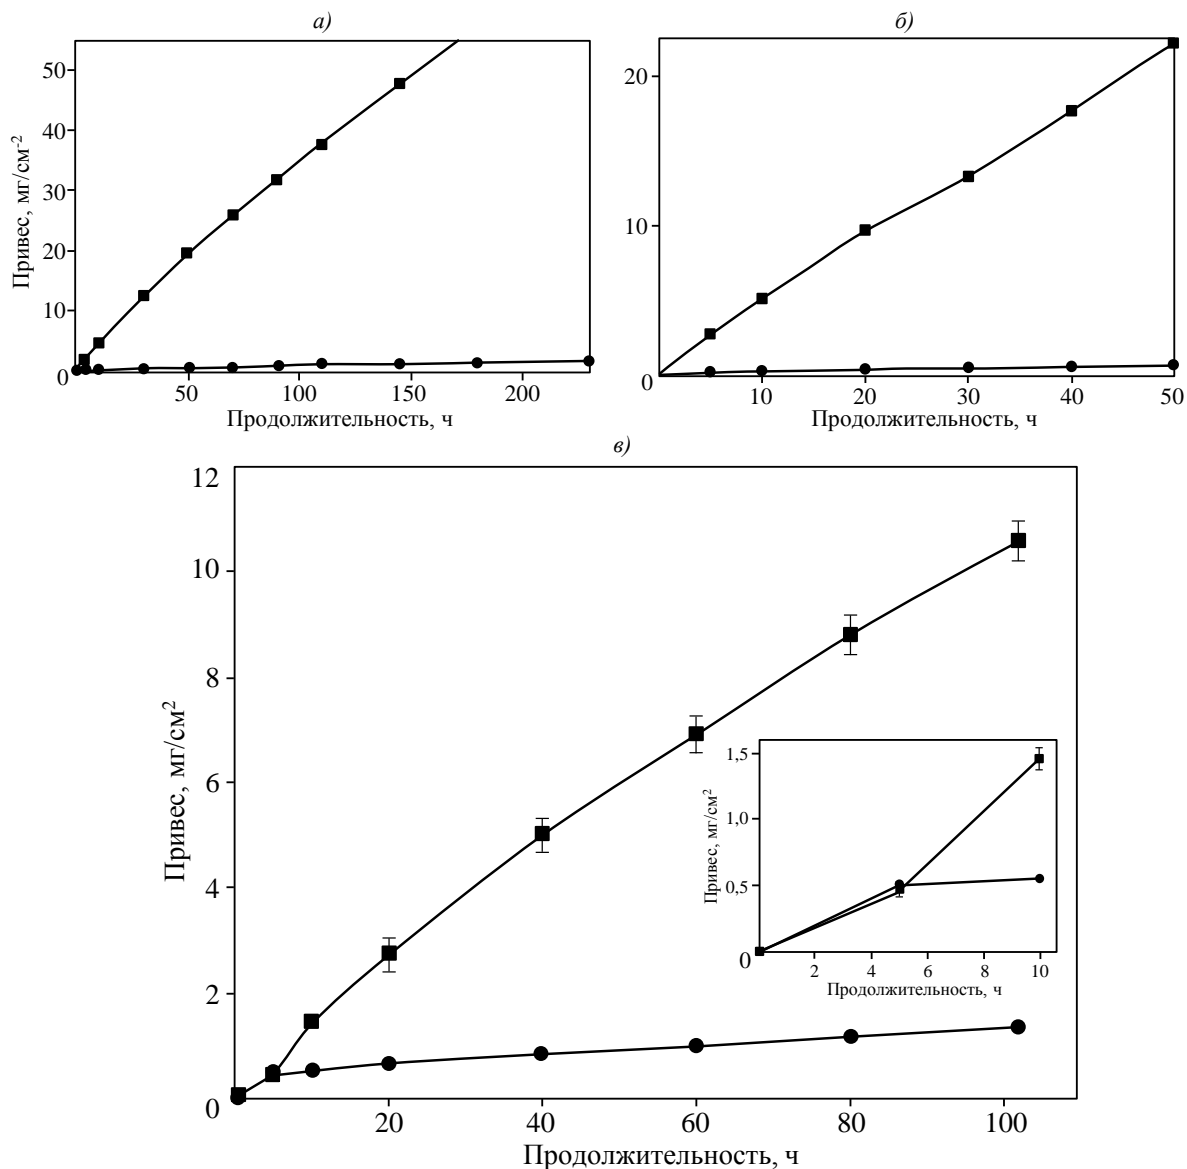 а)
Привес, мг/см⁻²
50
40
30
20
10
0
50 100 150 200
Продолжительность, ч
б)
20
10
0
10 20 30 40 50
Продолжительность, ч
в)
Привес, мг/см²
12
10
8
6
4
2
0
20 40 60 80 100
Продолжительность, ч
Привес, мг/см²
1,5
1,0
0,5
0
2 4 6 8 10
Продолжительность, ч